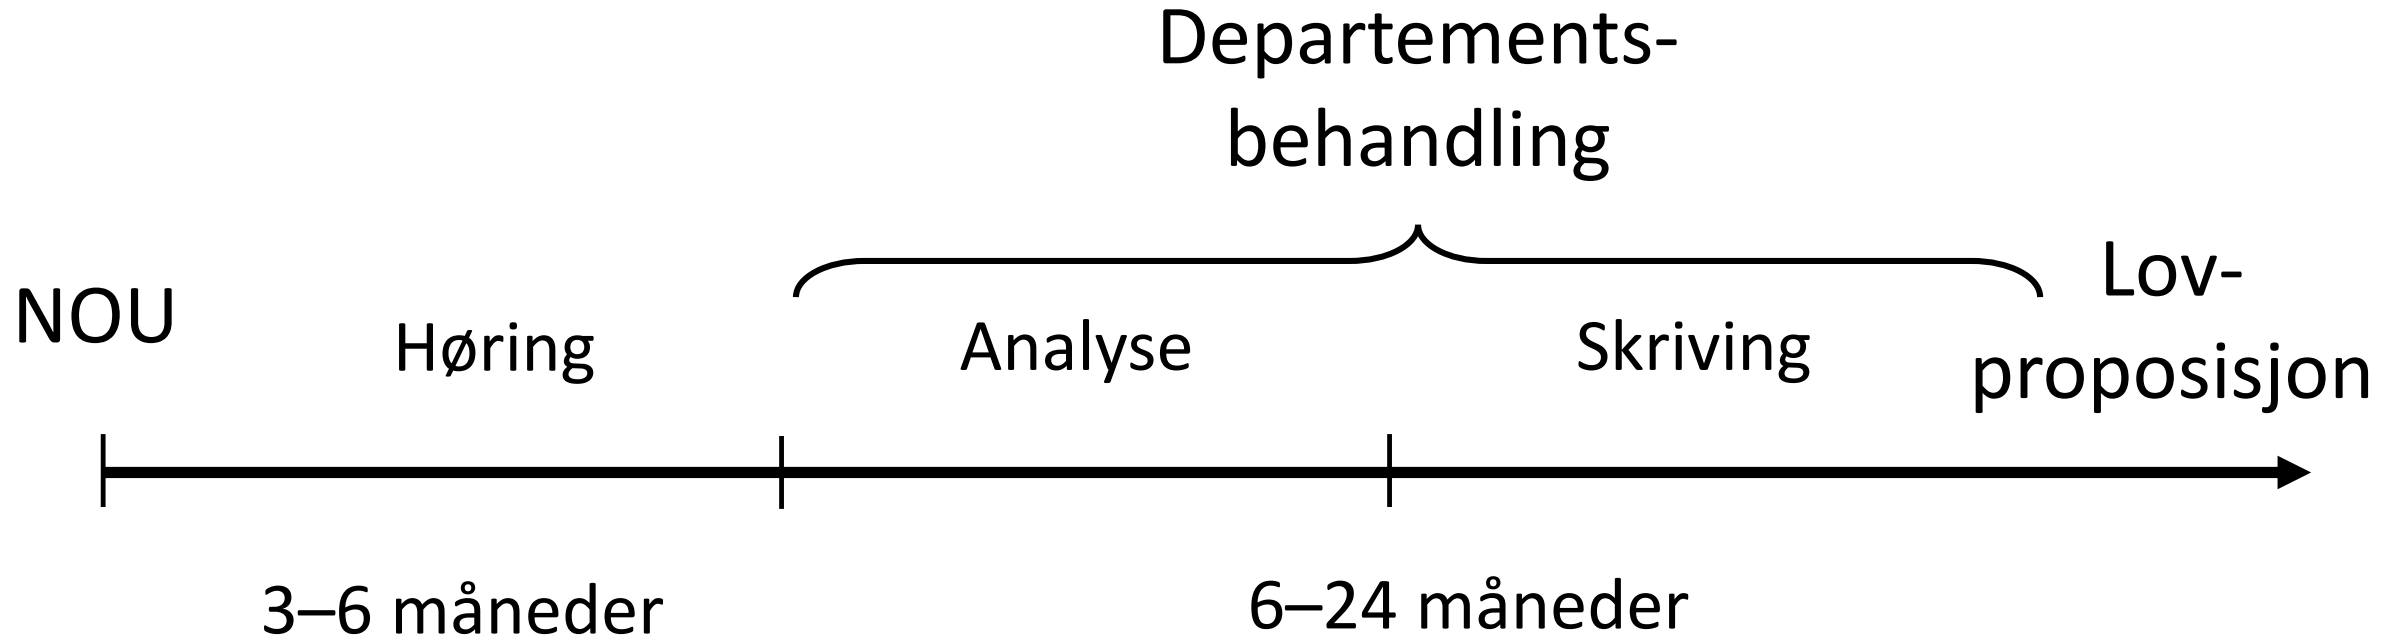 Departements-
behandling
NOU
Høring
Analyse
Skriving
Lov-
proposisjon
3–6 måneder
6–24 måneder